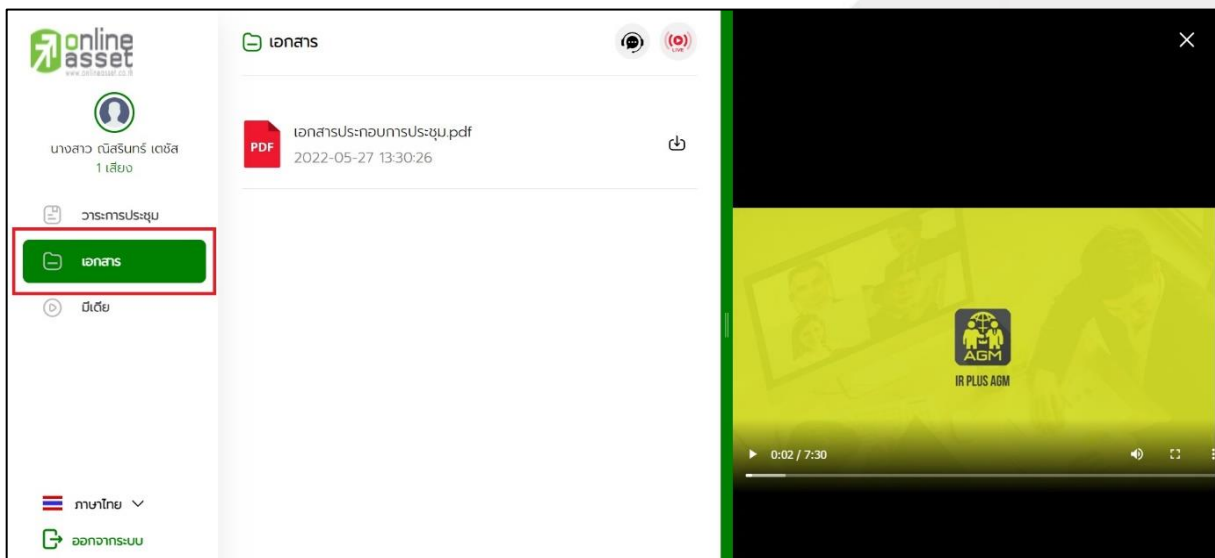 online
asset
www.onlineasset.co.th
นางสาว ณิสรินทร์ เตชัส
1 เสียง
วาระการประชุม
เอกสาร
มีเดีย
ภาษาไทย
ออกจากระบบ
เอกสาร
LIVE
PDF
เอกสารประกอบการประชุม.pdf
2022-05-27 13:30:26
AGM
IR PLUS AGM
0:02 / 7:30